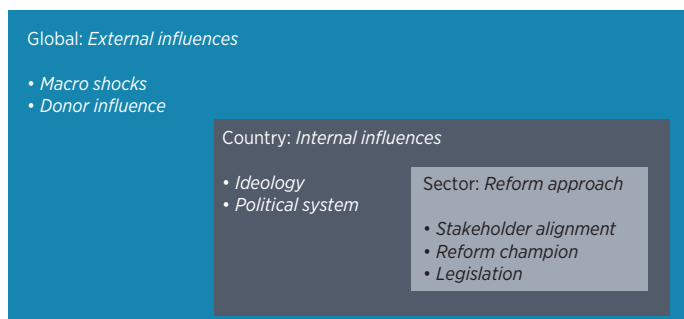 Global: External influences
• Macro shocks
• Donor influence
Country: Internal influences
• Ideology
• Political system
Sector: Reform approach
• Stakeholder alignment
• Reform champion
• Legislation